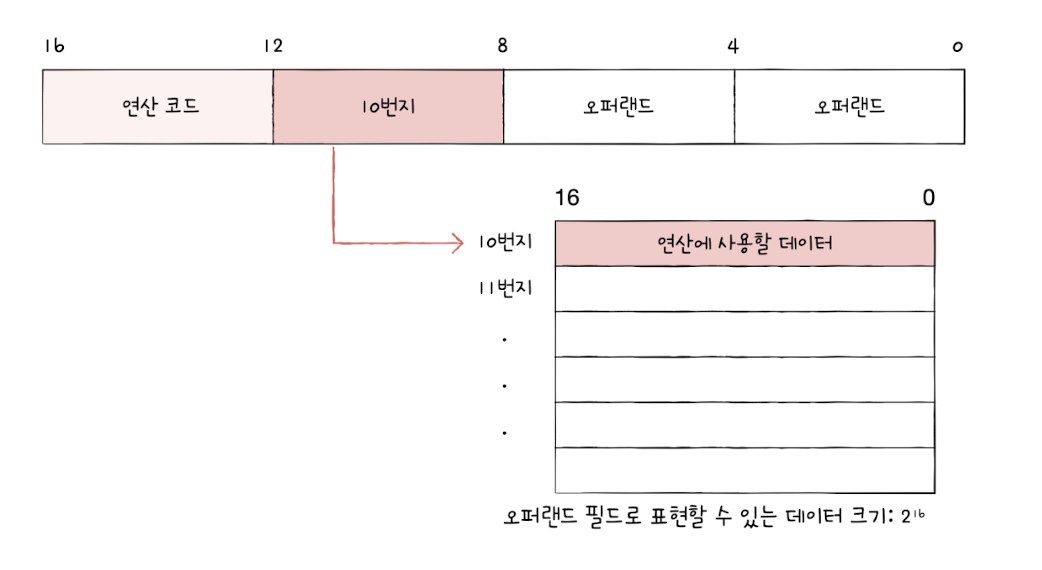 16 12 8 4 0
연산 코드 10번지 오퍼랜드 오퍼랜드
16 0
10번지 연산에 사용할 데이터
11번지
.
.
.
오퍼랜드 필드로 표현할 수 있는 데이터 크기: 2¹⁶